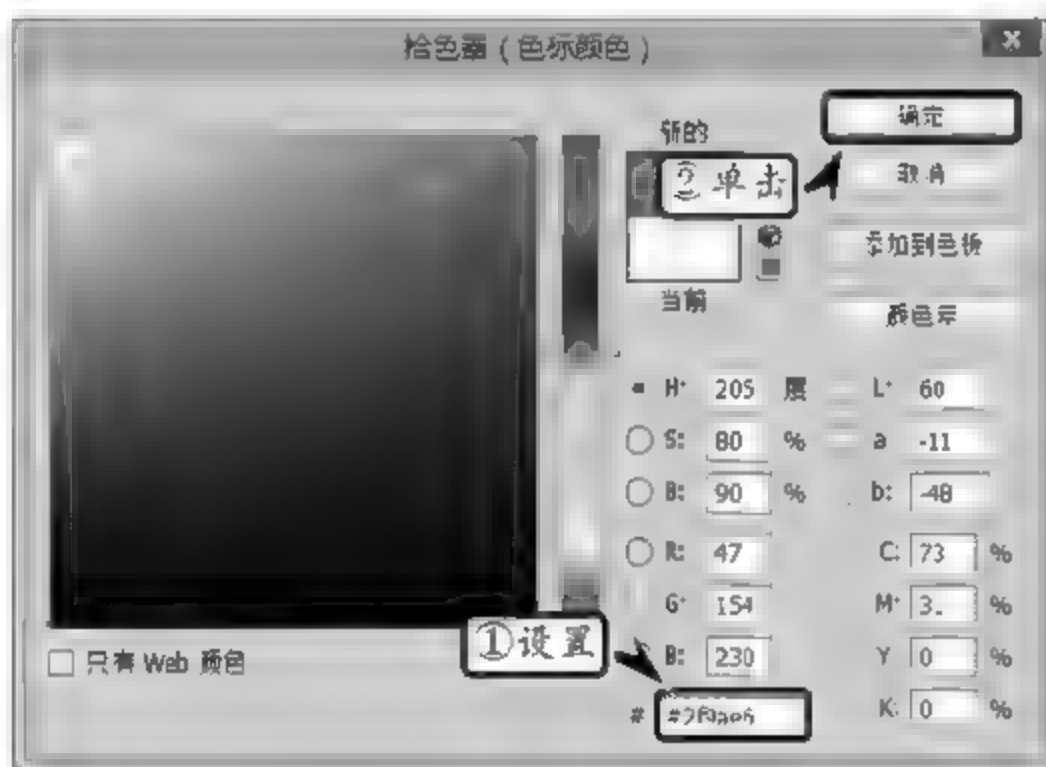 拾色器 ( 色标颜色 )
确定
新的
②单击
取消
添加到色板
当前
颜色库
H: 205 度
L: 60
S: 80 %
a -11
B: 90 %
b: -48
R: 47
C: 73 %
G: 154
M: %
①设置
B: 230
Y 0 %
只有 Web 颜色
#
K: 0 %